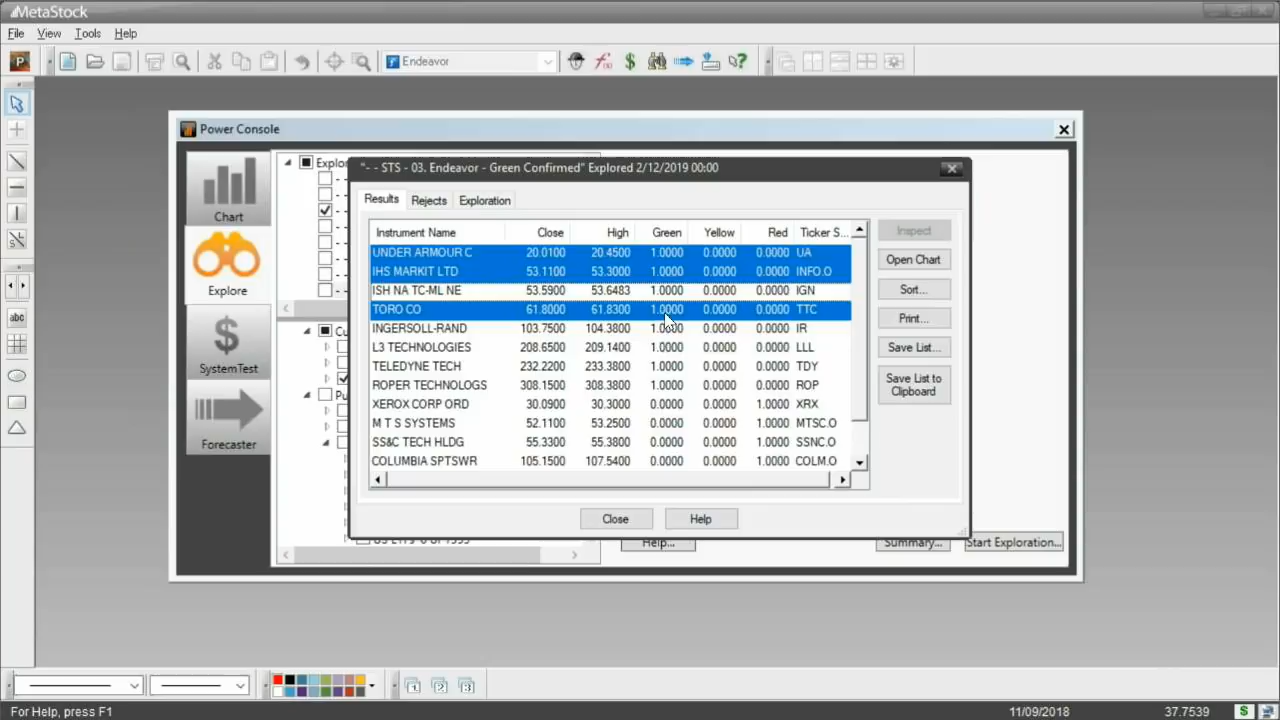 MetaStock
File View Tools Help
Endeavor
Power Console
Chart
Explore
SystemTest
Forecaster
"- - STS - 03. Endeavor - Green Confirmed" Explored 2/12/2019 00:00
Results Rejects Exploration
Instrument Name Close High Green Yellow Red Ticker S...
UNDER ARMOUR C 20.0100 20.4500 1.0000 0.0000 0.0000 UA
IHS MARKIT LTD 53.1100 53.3000 1.0000 0.0000 0.0000 INFO.O
ISH NA TC-ML NE 53.5900 53.6483 1.0000 0.0000 0.0000 IGN
TORO CO 61.8000 61.8300 1.0000 0.0000 0.0000 TTC
INGERSOLL-RAND 103.7500 104.3800 1.0000 0.0000 0.0000 IR
L3 TECHNOLOGIES 208.6500 209.1400 1.0000 0.0000 0.0000 LLL
TELEDYNE TECH 232.2200 233.3800 1.0000 0.0000 0.0000 TDY
ROPER TECHNOLOGS 308.1500 308.3800 1.0000 0.0000 0.0000 ROP
XEROX CORP ORD 30.0900 30.3000 0.0000 0.0000 1.0000 XRX
M T S SYSTEMS 52.1100 53.2500 0.0000 0.0000 1.0000 MTSC.O
SS&C TECH HLDG 55.3300 55.3800 0.0000 0.0000 1.0000 SSNC.O
COLUMBIA SPTSWR 105.1500 107.5400 0.0000 0.0000 1.0000 COLM.O
Inspect
Open Chart
Sort...
Print...
Save List...
Save List to
Clipboard
Close Help
Help... Summary... Start Exploration...
abc
1 2 3
For Help, press F1 11/09/2018 37.7539